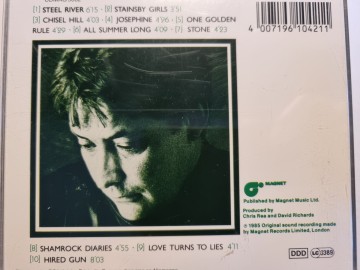 [1] STEEL RIVER 6:15 - [2] STAINSBY GIRLS 3:51
[3] CHISEL HILL 4:03 - [4] JOSEPHINE 4:26 - [5] ONE GOLDEN
RULE 4:29 - [6] ALL SUMMER LONG 4:09 - [7] STONE 4:23
4 007196 104211
MAGNET
Published by Magnet Music Ltd.
Produced by
Chris Rea and David Richards
℗ 1985 Original sound recording made
by Magnet Records Limited, London
[8] SHAMROCK DIARIES 4:55 - [9] LOVE TURNS TO LIES 4:11
[10] HIRED GUN 8:03
DDD LC 0389